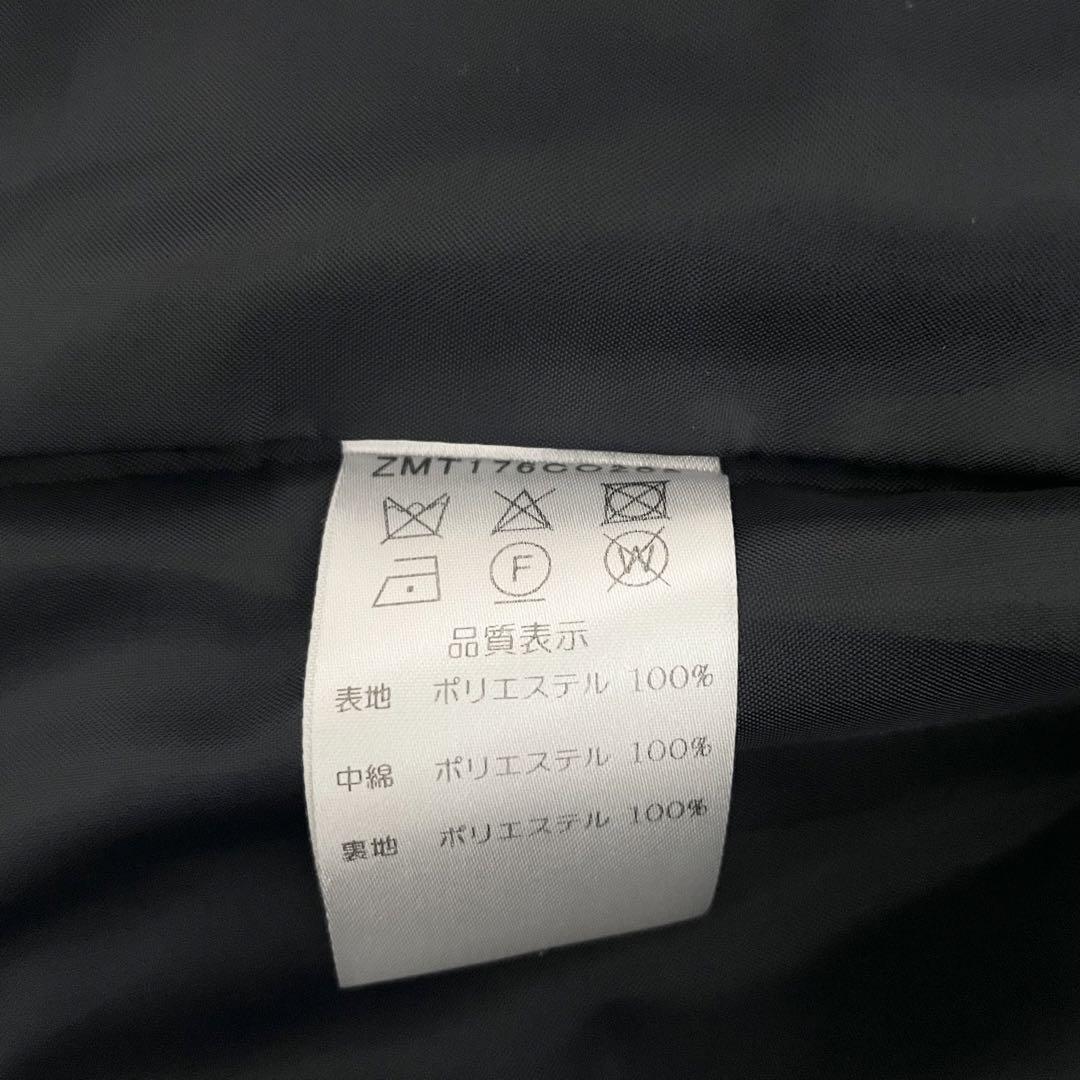 F
W
品質表示
表地 ポリエステル 100%
中綿 ポリエステル 100%
裏地 ポリエステル 100%